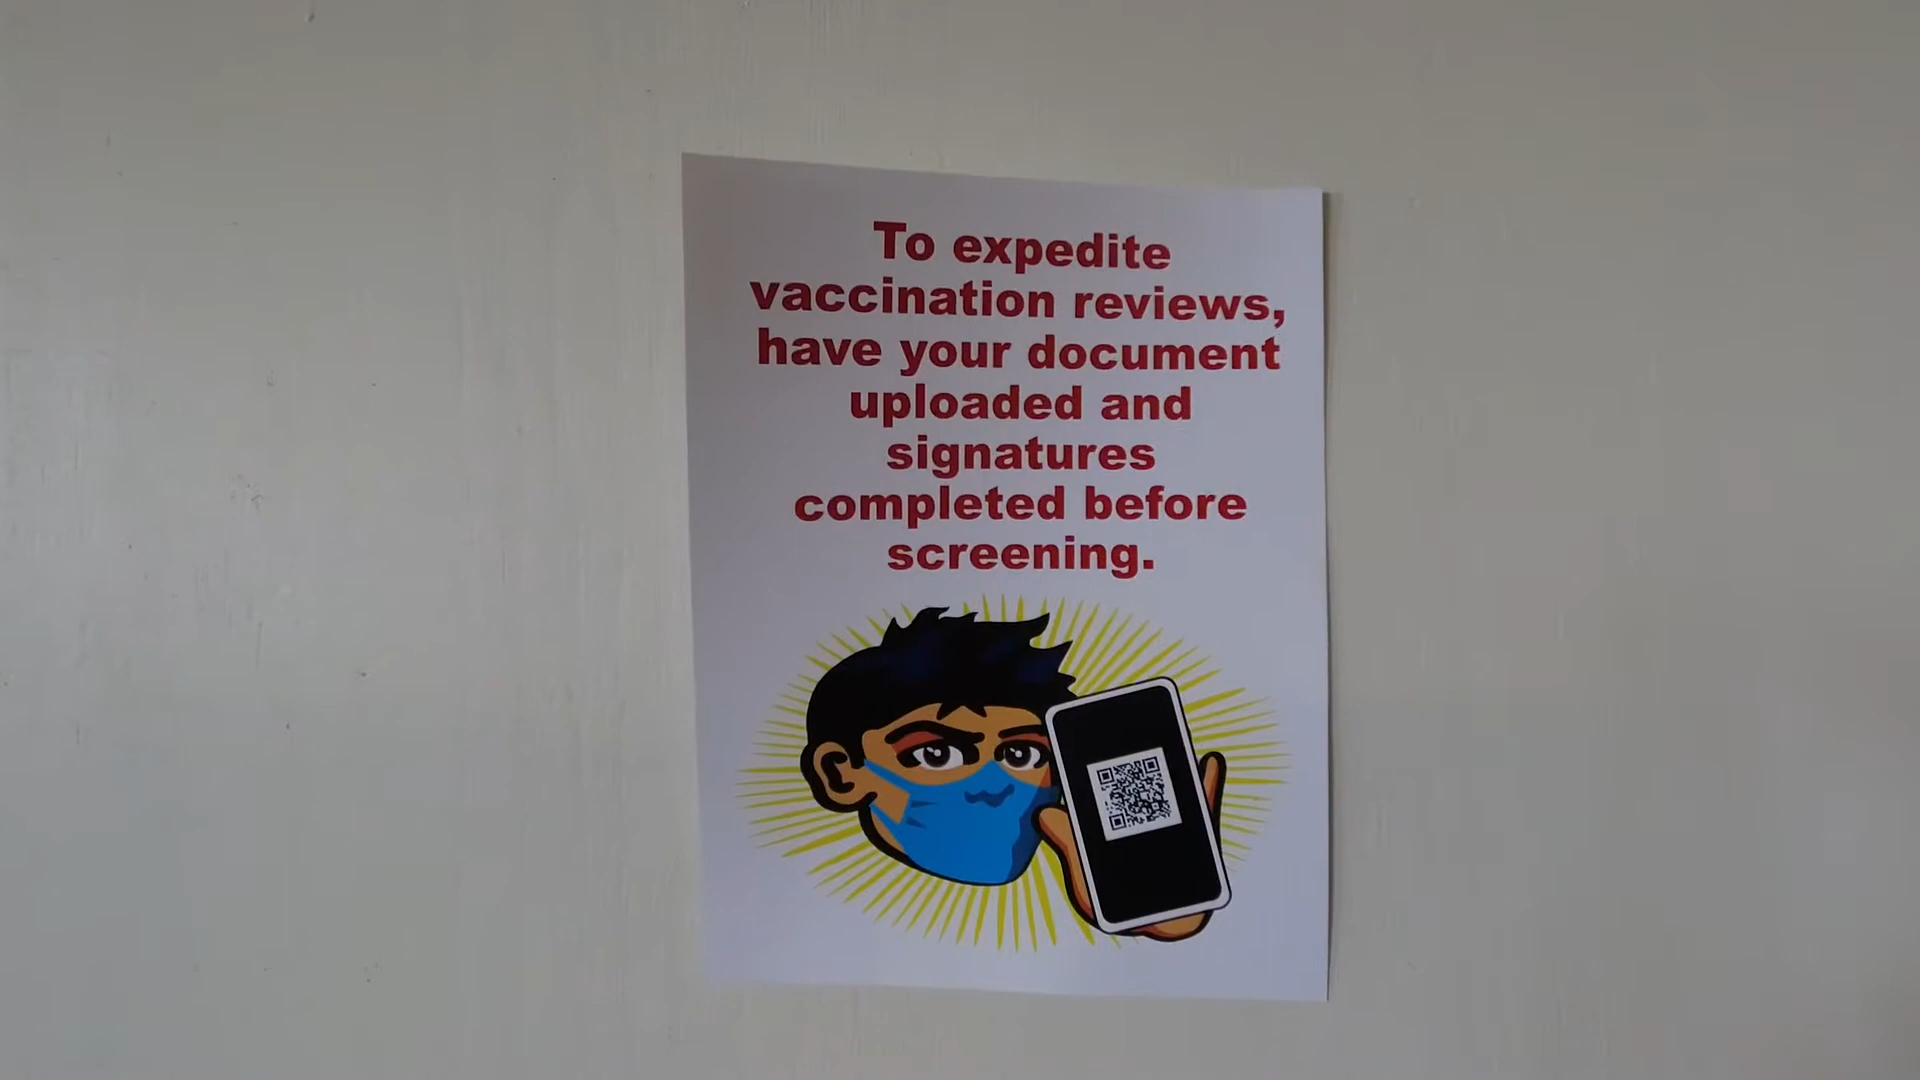 To expedite
vaccination reviews,
have your document
uploaded and
signatures
completed before
screening.